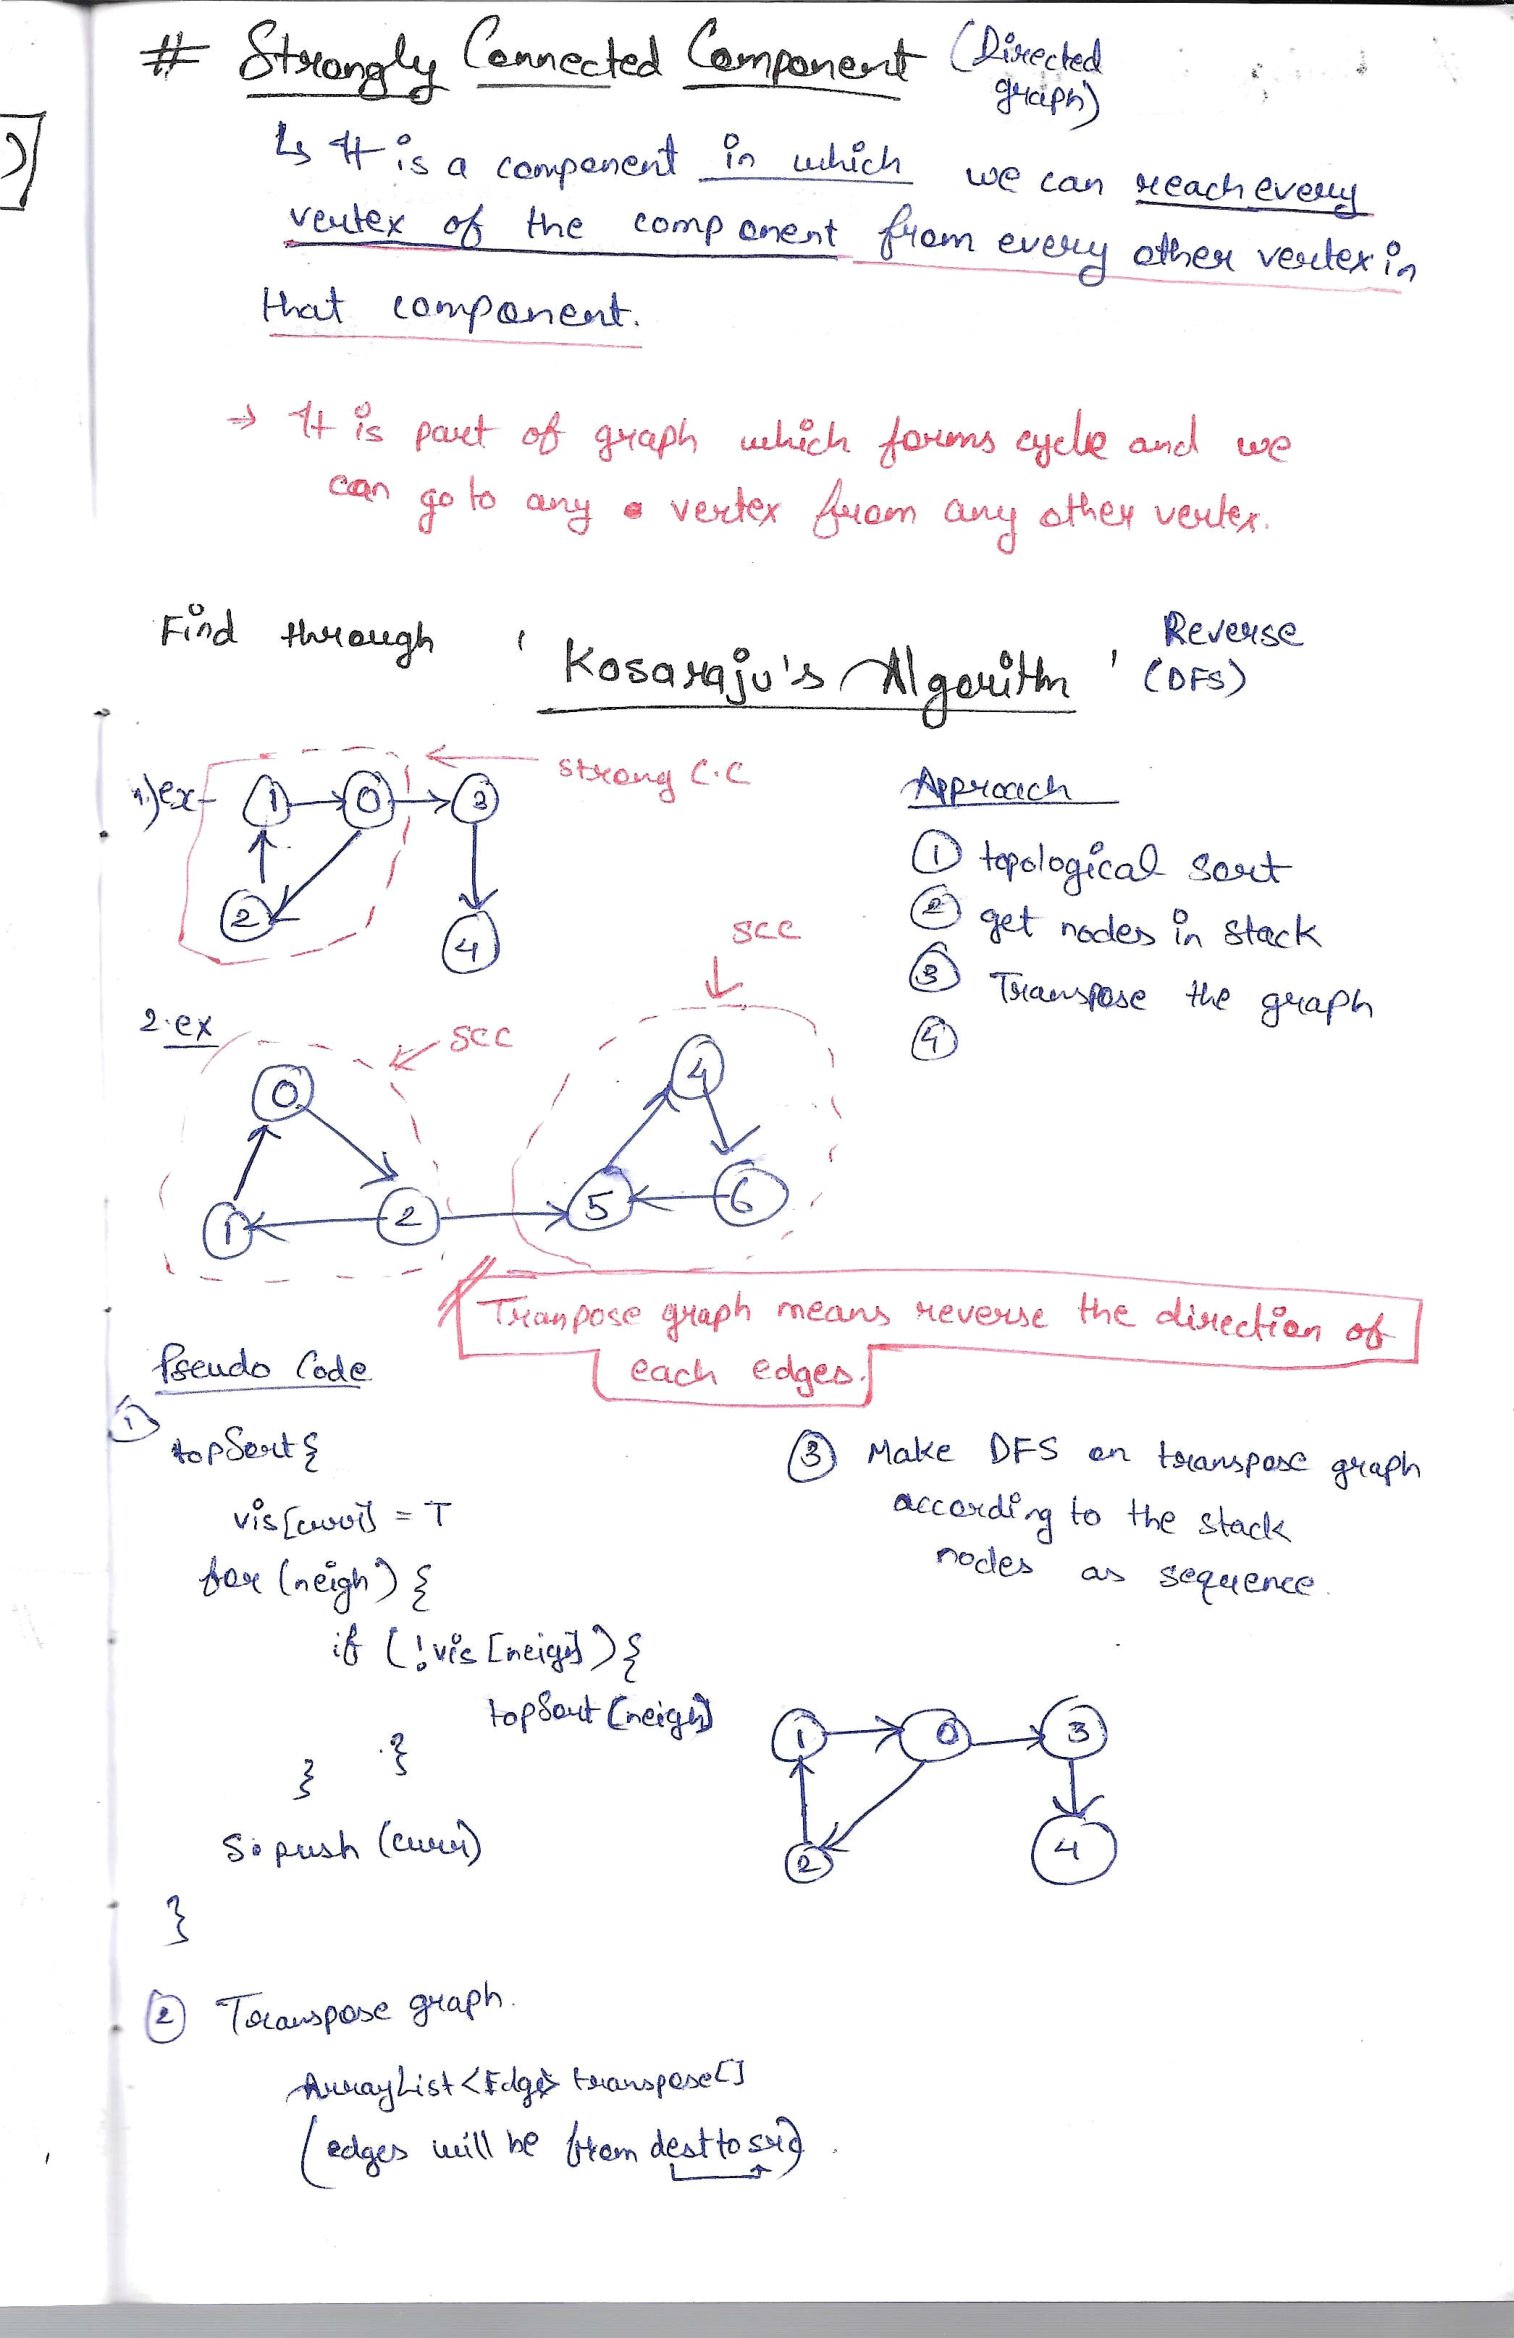 # Strongly Connected Component (Directed graph)
↳ It is a component in which we can reach every
vertex of the component from every other vertex in
that component.
→ It is part of graph which forms cycle and we
can go to any vertex from any other vertex.
Find through ' Kosaraju's Algorithm ' Reverse (DFS)
1.) ex-
1 0 3
2 4
strong C.C
Approach
① topological Sort
② get nodes in stack
③ Transpose the graph
④
2. ex
SCC
SCC
0 4
1 2 5 6
Tranpose graph means reverse the direction of
each edges.
Pseudo Code
①
topSort {
vis[curr] = T
for (neigh) {
if (!vis[neigh]) {
topSort (neigh)
}
}
S.push (curr)
}
③ Make DFS on transpose graph
according to the stack
nodes as sequence.
1 0 3
2 4
② Transpose graph.
ArrayList<Edge> transpose[]
(edges will be from dest to src)